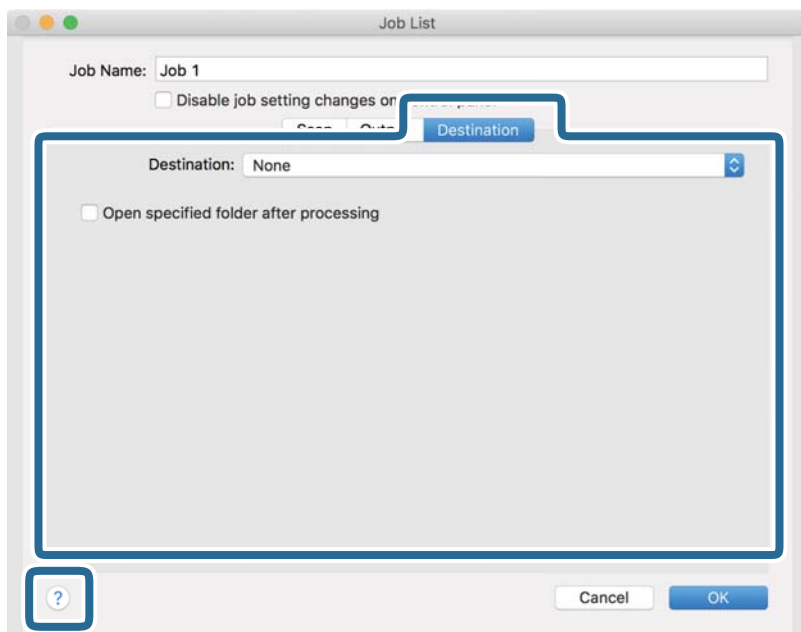 Job List
Job Name: Job 1
Disable job setting changes on
Destination
Destination: None
Open specified folder after processing
?
Cancel OK